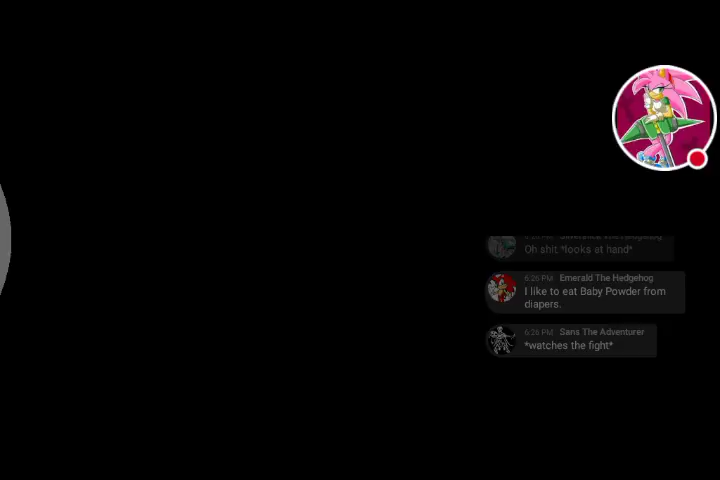 Oh shit *looks at hand*
6:26 PM Emerald The Hedgehog
I like to eat Baby Powder from
diapers.
6:26 PM Sans The Adventurer
*watches the fight*